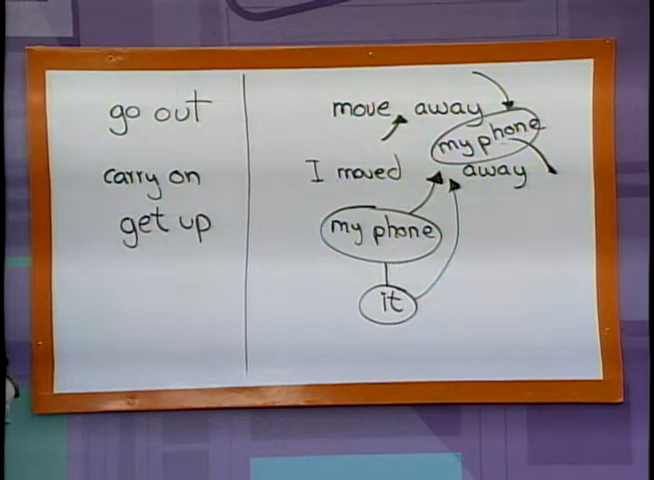 go out
carry on
get up
move away
my phone
I moved away
my phone
it